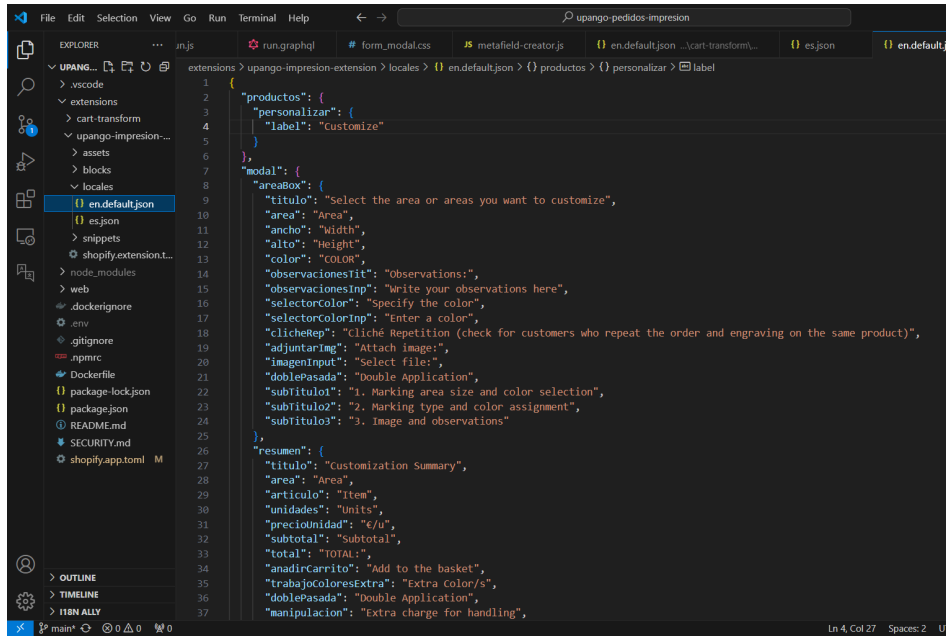 File Edit Selection View Go Run Terminal Help
upango-pedidos-impresion
EXPLORER
un.js
run.graphql
form_modal.css
metafield-creator.js
en.default.json ...\cart-transform\...
es.json
en.default.j
UPANG...
extensions > upango-impresion-extension > locales > {} en.default.json > {} productos > {} personalizar > label
.vscode
extensions
cart-transform
upango-impresion-...
assets
blocks
locales
en.default.json
es.json
snippets
shopify.extension.t...
node_modules
web
.dockerignore
.env
.gitignore
.npmrc
Dockerfile
package-lock.json
package.json
README.md
SECURITY.md
shopify.app.toml M
OUTLINE
TIMELINE
I18N ALLY
1 {
2 "productos": {
3 "personalizar": {
4 "label": "Customize"
5 }
6 },
7 "modal": {
8 "areaBox": {
9 "titulo": "Select the area or areas you want to customize",
10 "area": "Area",
11 "ancho": "Width",
12 "alto": "Height",
13 "color": "COLOR",
14 "observacionesTit": "Observations:",
15 "observacionesInp": "Write your observations here",
16 "selectorColor": "Specify the color",
17 "selectorColorInp": "Enter a color",
18 "clicheRep": "Cliché Repetition (check for customers who repeat the order and engraving on the same product)",
19 "adjuntarImg": "Attach image:",
20 "imagenInput": "Select file:",
21 "doblePasada": "Double Application",
22 "subTitulo1": "1. Marking area size and color selection",
23 "subTitulo2": "2. Marking type and color assignment",
24 "subTitulo3": "3. Image and observations"
25 },
26 "resumen": {
27 "titulo": "Customization Summary",
28 "area": "Area",
29 "articulo": "Item",
30 "unidades": "Units",
31 "precioUnidad": "€/u",
32 "subtotal": "Subtotal",
33 "total": "TOTAL:",
34 "anadirCarrito": "Add to the basket",
35 "trabajoColoresExtra": "Extra Color/s",
36 "doblePasada": "Double Application",
37 "manipulacion": "Extra charge for handling",
main* 0 0 0 Ln 4, Col 27 Spaces: 2 U